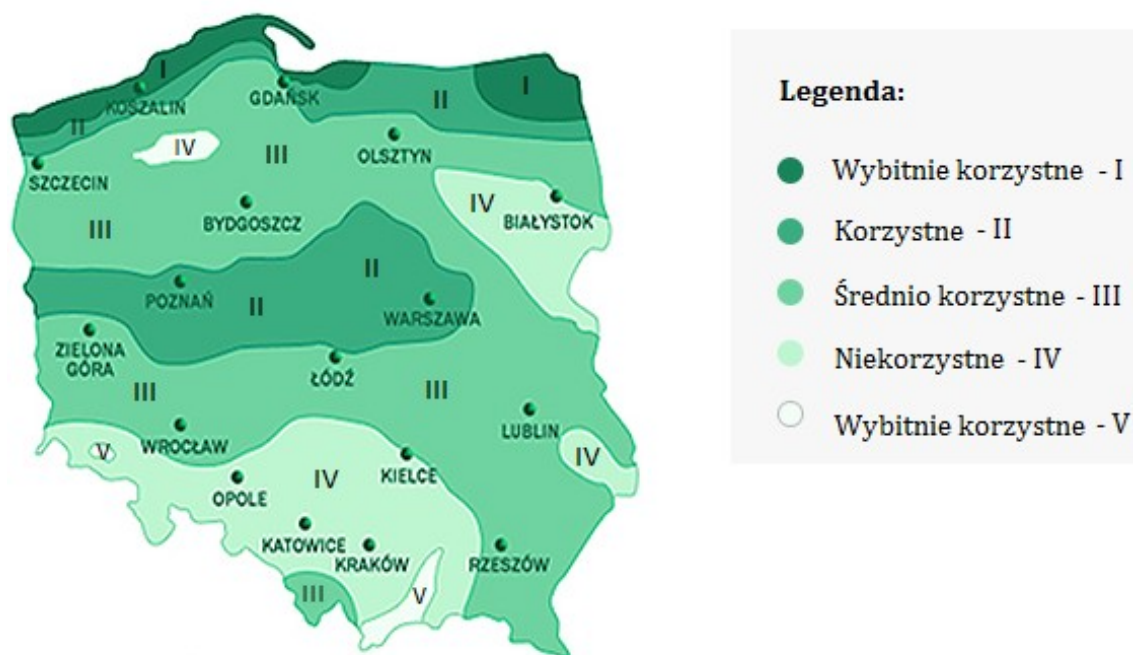 I
KOSZALIN
GDAŃSK
II
I
II
IV
III
OLSZTYN
SZCZECIN
IV
BYDGOSZCZ
BIAŁYSTOK
III
II
POZNAŃ
II
WARSZAWA
ZIELONA
GÓRA
ŁÓDŹ
III
III
LUBLIN
WROCŁAW
V
IV
KIELCE
IV
OPOLE
KATOWICE
KRAKÓW
RZESZÓW
III
V
Legenda:
Wybitnie korzystne - I
Korzystne - II
Średnio korzystne - III
Niekorzystne - IV
Wybitnie korzystne - V